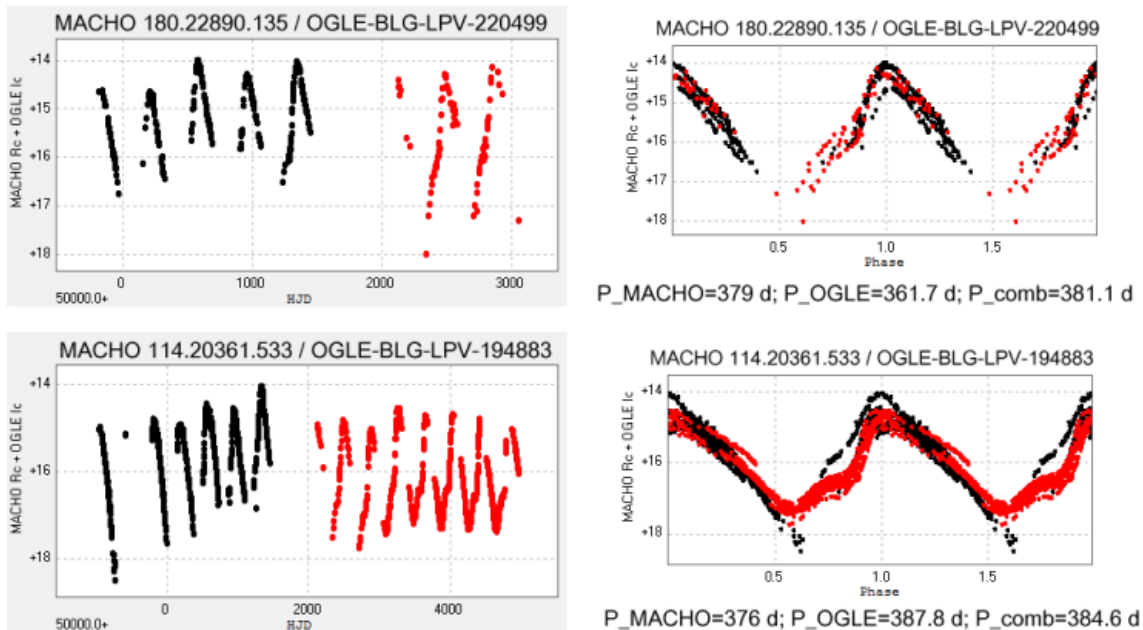 MACHO 180.22890.135 / OGLE-BLG-LPV-220499
MACHO Rc + OGLE Ic
+14
+15
+16
+17
+18
0
1000
2000
3000
50000.0+
HJD
MACHO 180.22890.135 / OGLE-BLG-LPV-220499
MACHO Rc + OGLE Ic
+14
+15
+16
+17
+18
0.5
1.0
1.5
Phase
P_MACHO=379 d; P_OGLE=361.7 d; P_comb=381.1 d
MACHO 114.20361.533 / OGLE-BLG-LPV-194883
MACHO Rc + OGLE Ic
+14
+16
+18
0
2000
4000
50000.0+
HJD
MACHO 114.20361.533 / OGLE-BLG-LPV-194883
MACHO Rc + OGLE Ic
+14
+16
+18
0.5
1.0
1.5
Phase
P_MACHO=376 d; P_OGLE=387.8 d; P_comb=384.6 d